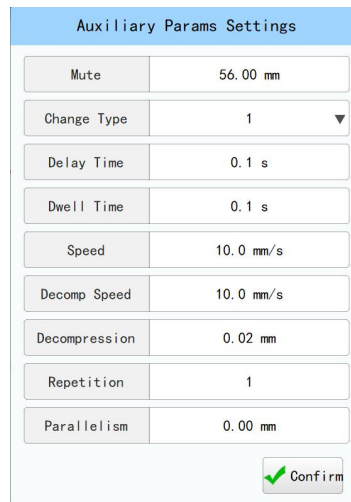 Auxiliary Params Settings
Mute 56.00 mm
Change Type 1
Delay Time 0.1 s
Dwell Time 0.1 s
Speed 10.0 mm/s
Decomp Speed 10.0 mm/s
Decompression 0.02 mm
Repetition 1
Parallelism 0.00 mm
Confirm